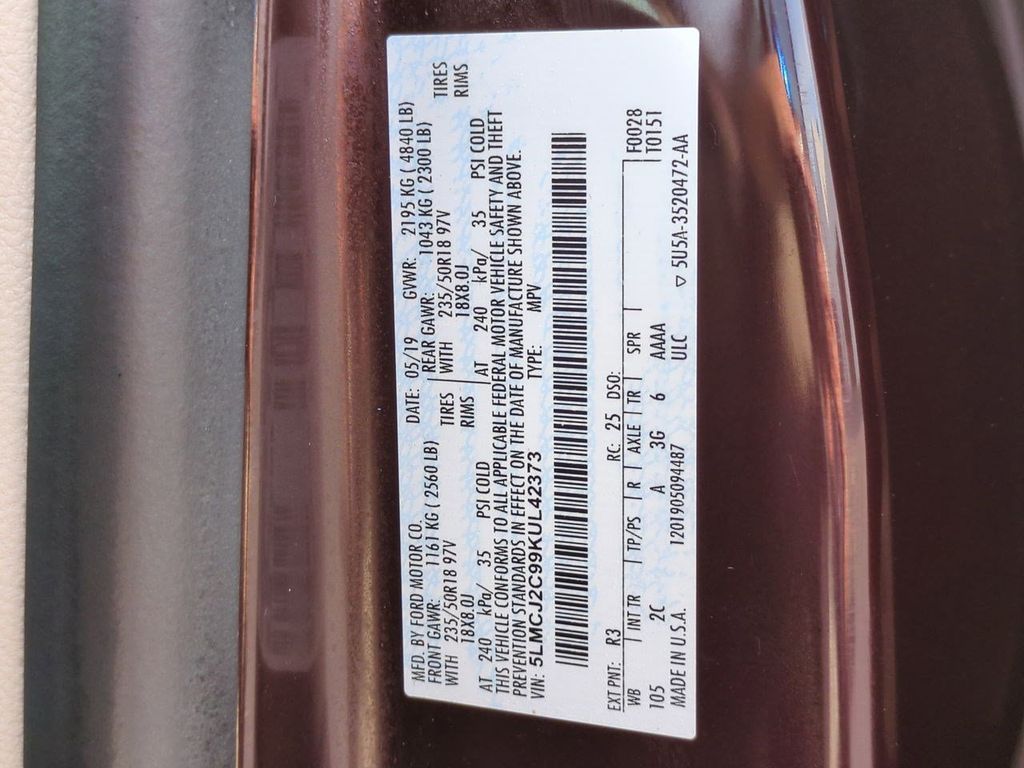 MFD. BY FORD MOTOR CO. DATE: 05/19 GVWR: 2195 KG ( 4840 LB)
FRONT GAWR: 1161 KG ( 2560 LB) REAR GAWR: 1043 KG ( 2300 LB)
WITH 235/50R18 97V TIRES WITH 235/50R18 97V TIRES
18X8.0J RIMS 18X8.0J RIMS
AT 240 kPa/ 35 PSI COLD AT 240 kPa/ 35 PSI COLD
THIS VEHICLE CONFORMS TO ALL APPLICABLE FEDERAL MOTOR VEHICLE SAFETY AND THEFT
PREVENTION STANDARDS IN EFFECT ON THE DATE OF MANUFACTURE SHOWN ABOVE.
VIN: 5LMCJ2C99KUL42373 TYPE: MPV
EXT PNT: R3 RC: 25 DSO: F0028
WB INT TR TP/PS R AXLE TR SPR T0151
105 2C A 3G 6 AAAA
MADE IN U.S.A. 120190509448​7 ULC 5U5A-3520472-AA